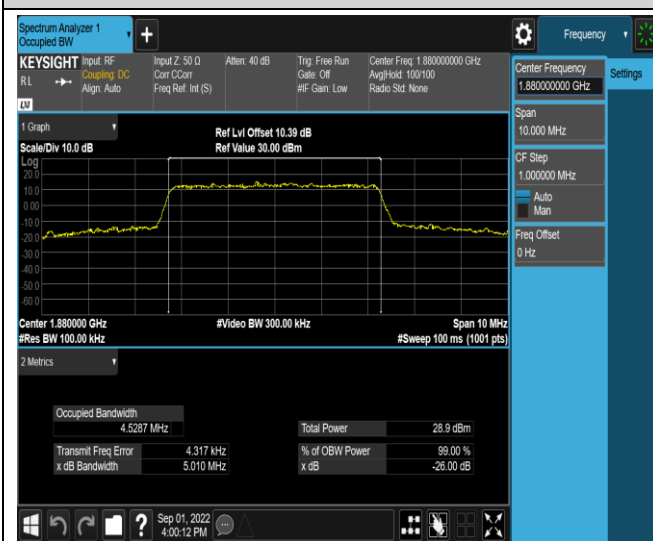 Spectrum Analyzer 1
Occupied BW
Frequency
KEYSIGHT
RL
Input: RF
Coupling: DC
Align: Auto
Input Z: 50 Ω
Corr CCorr
Freq Ref: Int (S)
Atten: 40 dB
Trig: Free Run
Gate: Off
#IF Gain: Low
Center Freq: 1.880000000 GHz
Avg|Hold: 100/100
Radio Std: None
Center Frequency
1.880000000 GHz
Settings
Span
10.000 MHz
CF Step
1.000000 MHz
Auto
Man
Freq Offset
0 Hz
1 Graph
Scale/Div 10.0 dB
Ref Lvl Offset 10.39 dB
Ref Value 30.00 dBm
Log
20.0
10.0
0.00
-10.0
-20.0
-30.0
-40.0
-50.0
-60.0
Center 1.880000 GHz
#Video BW 300.00 kHz
Span 10 MHz
#Res BW 100.00 kHz
#Sweep 100 ms (1001 pts)
2 Metrics
Occupied Bandwidth
4.5287 MHz
Total Power 28.9 dBm
Transmit Freq Error 4.317 kHz
% of OBW Power 99.00 %
x dB Bandwidth 5.010 MHz
x dB -26.00 dB
Sep 01, 2022
4:00:12 PM